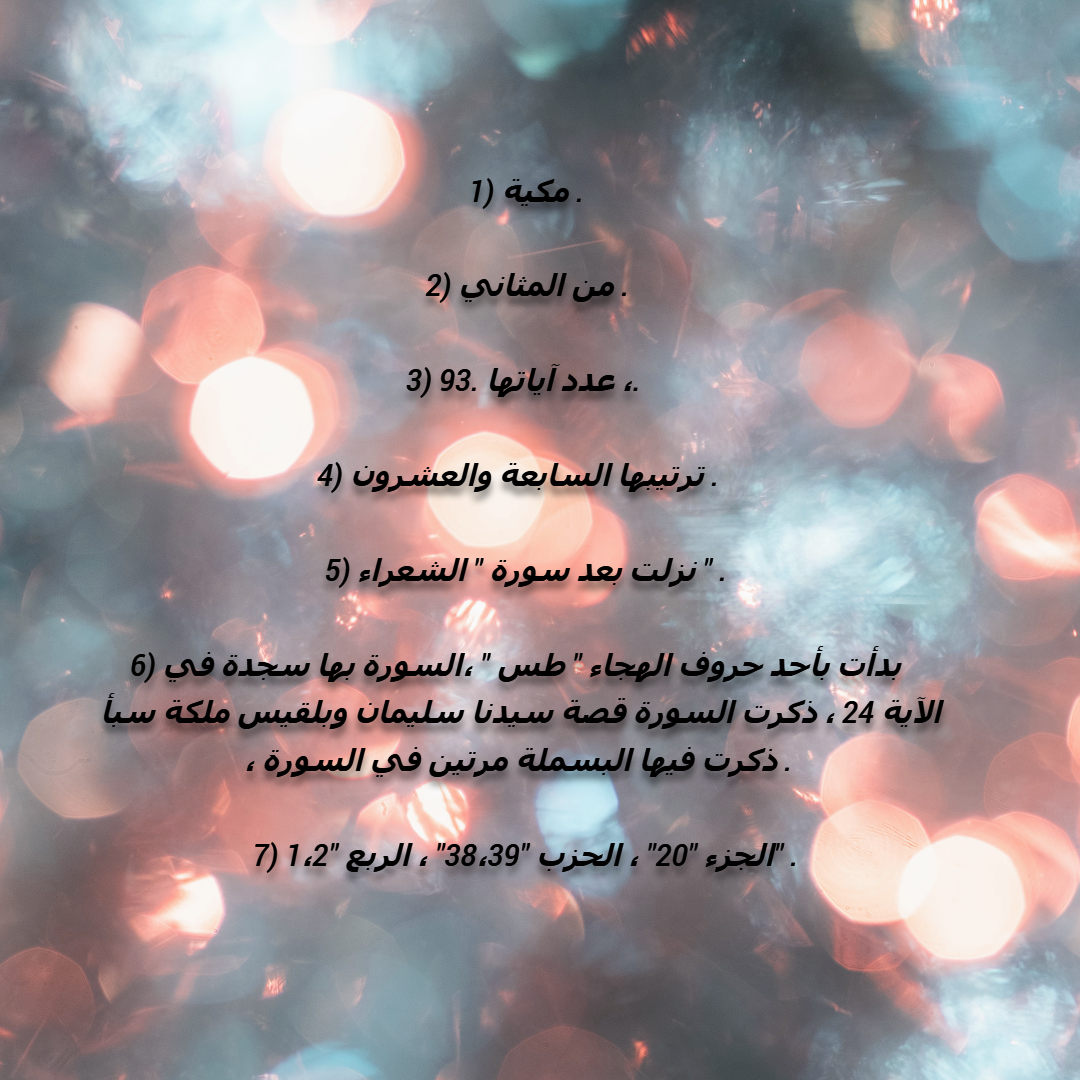 1) مكية .
2) من المثاني .
3) عدد آياتها .93 ،.
4) ترتيبها السابعة والعشرون .
5) نزلت بعد سورة " الشعراء " .
6) بدأت بأحد حروف الهجاء " طس " ،السورة بها سجدة في
الآية 24 ، ذكرت السورة قصة سيدنا سليمان وبلقيس ملكة سبأ
، ذكرت فيها البسملة مرتين في السورة .
7) الجزء "20" ، الحزب "38،39" ، الربع "1،2" .